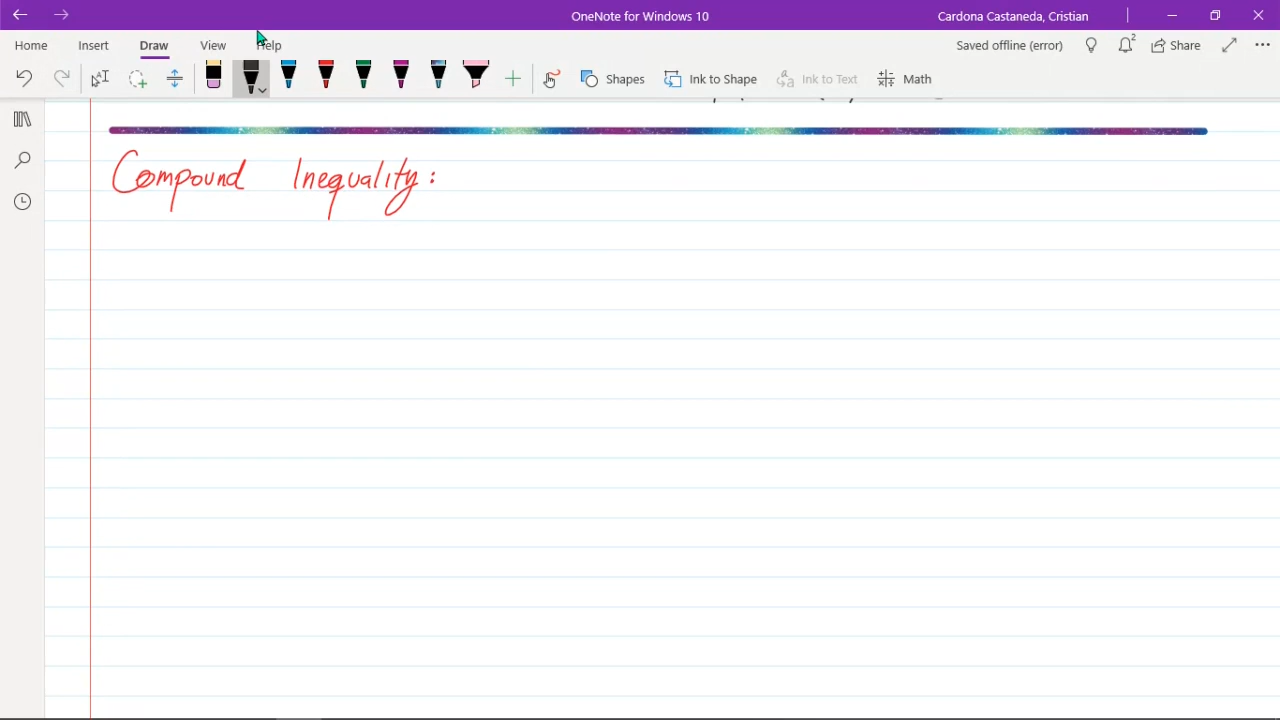 OneNote for Windows 10
Cardona Castaneda, Cristian
Home Insert Draw View Help
Saved offline (error)
2
Share
Shapes
Ink to Shape
Ink to Text
Math
Compound Inequality: